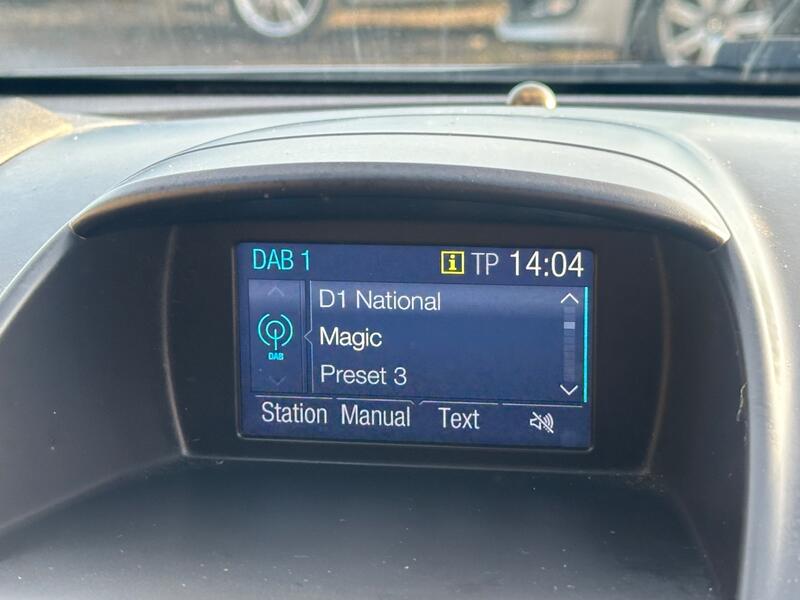 DAB 1 i TP 14:04
D1 National
DAB Magic
Preset 3
Station Manual Text